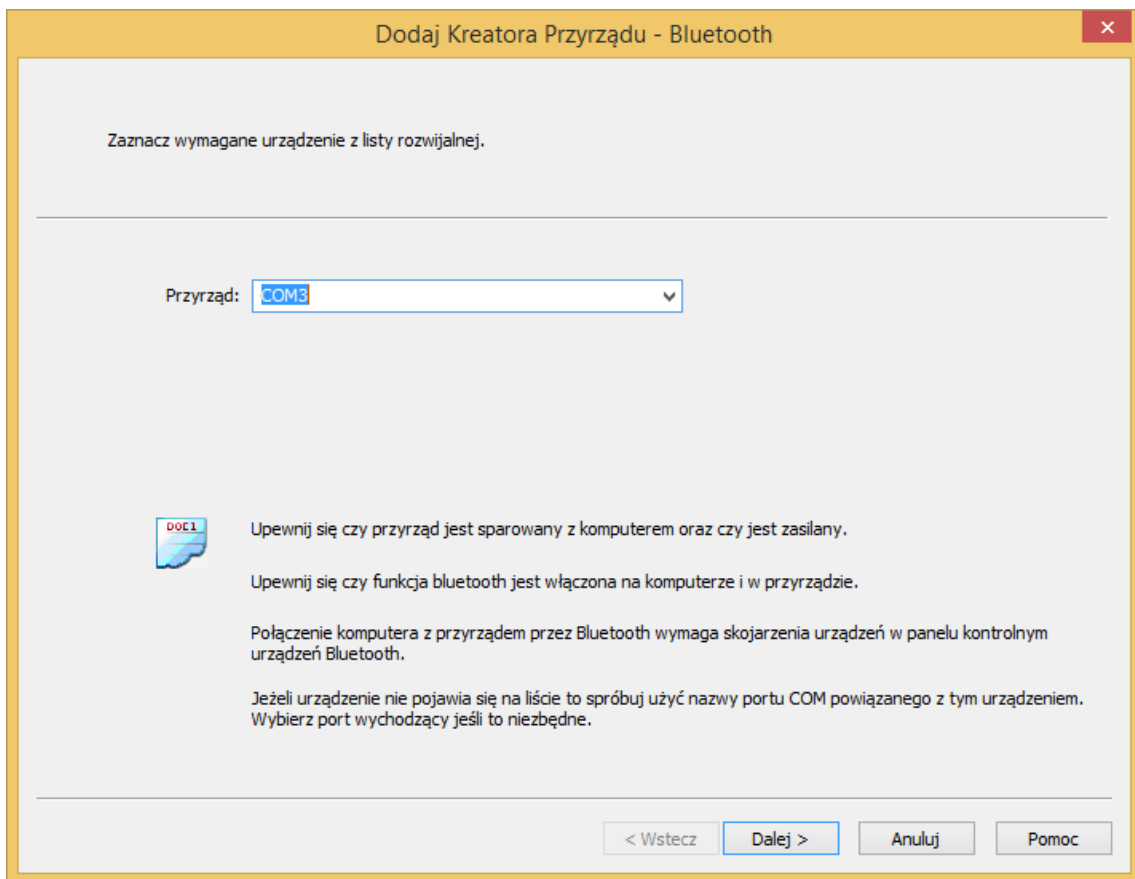 Dodaj Kreatora Przyrządu - Bluetooth
Zaznacz wymagane urządzenie z listy rozwijalnej.
Przyrząd: COM3
DOE1
Upewnij się czy przyrząd jest sparowany z komputerem oraz czy jest zasilany.
Upewnij się czy funkcja bluetooth jest włączona na komputerze i w przyrządzie.
Połączenie komputera z przyrządem przez Bluetooth wymaga skojarzenia urządzeń w panelu kontrolnym
urządzeń Bluetooth.
Jeżeli urządzenie nie pojawia się na liście to spróbuj użyć nazwy portu COM powiązanego z tym urządzeniem.
Wybierz port wychodzący jeśli to niezbędne.
< Wstecz Dalej > Anuluj Pomoc